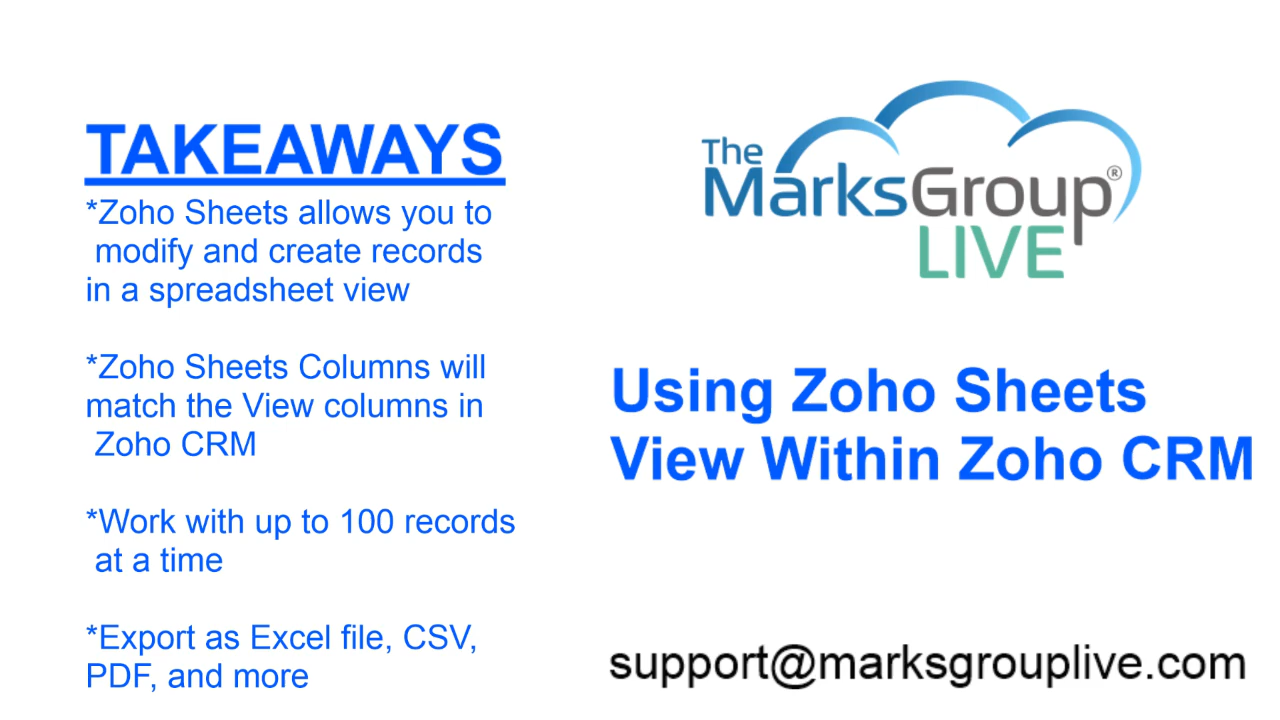 TAKEAWAYS
*Zoho Sheets allows you to
modify and create records
in a spreadsheet view
*Zoho Sheets Columns will
match the View columns in
Zoho CRM
*Work with up to 100 records
at a time
*Export as Excel file, CSV,
PDF, and more
The
MarksGroup®
LIVE
Using Zoho Sheets
View Within Zoho CRM
support@marksgrouplive.com